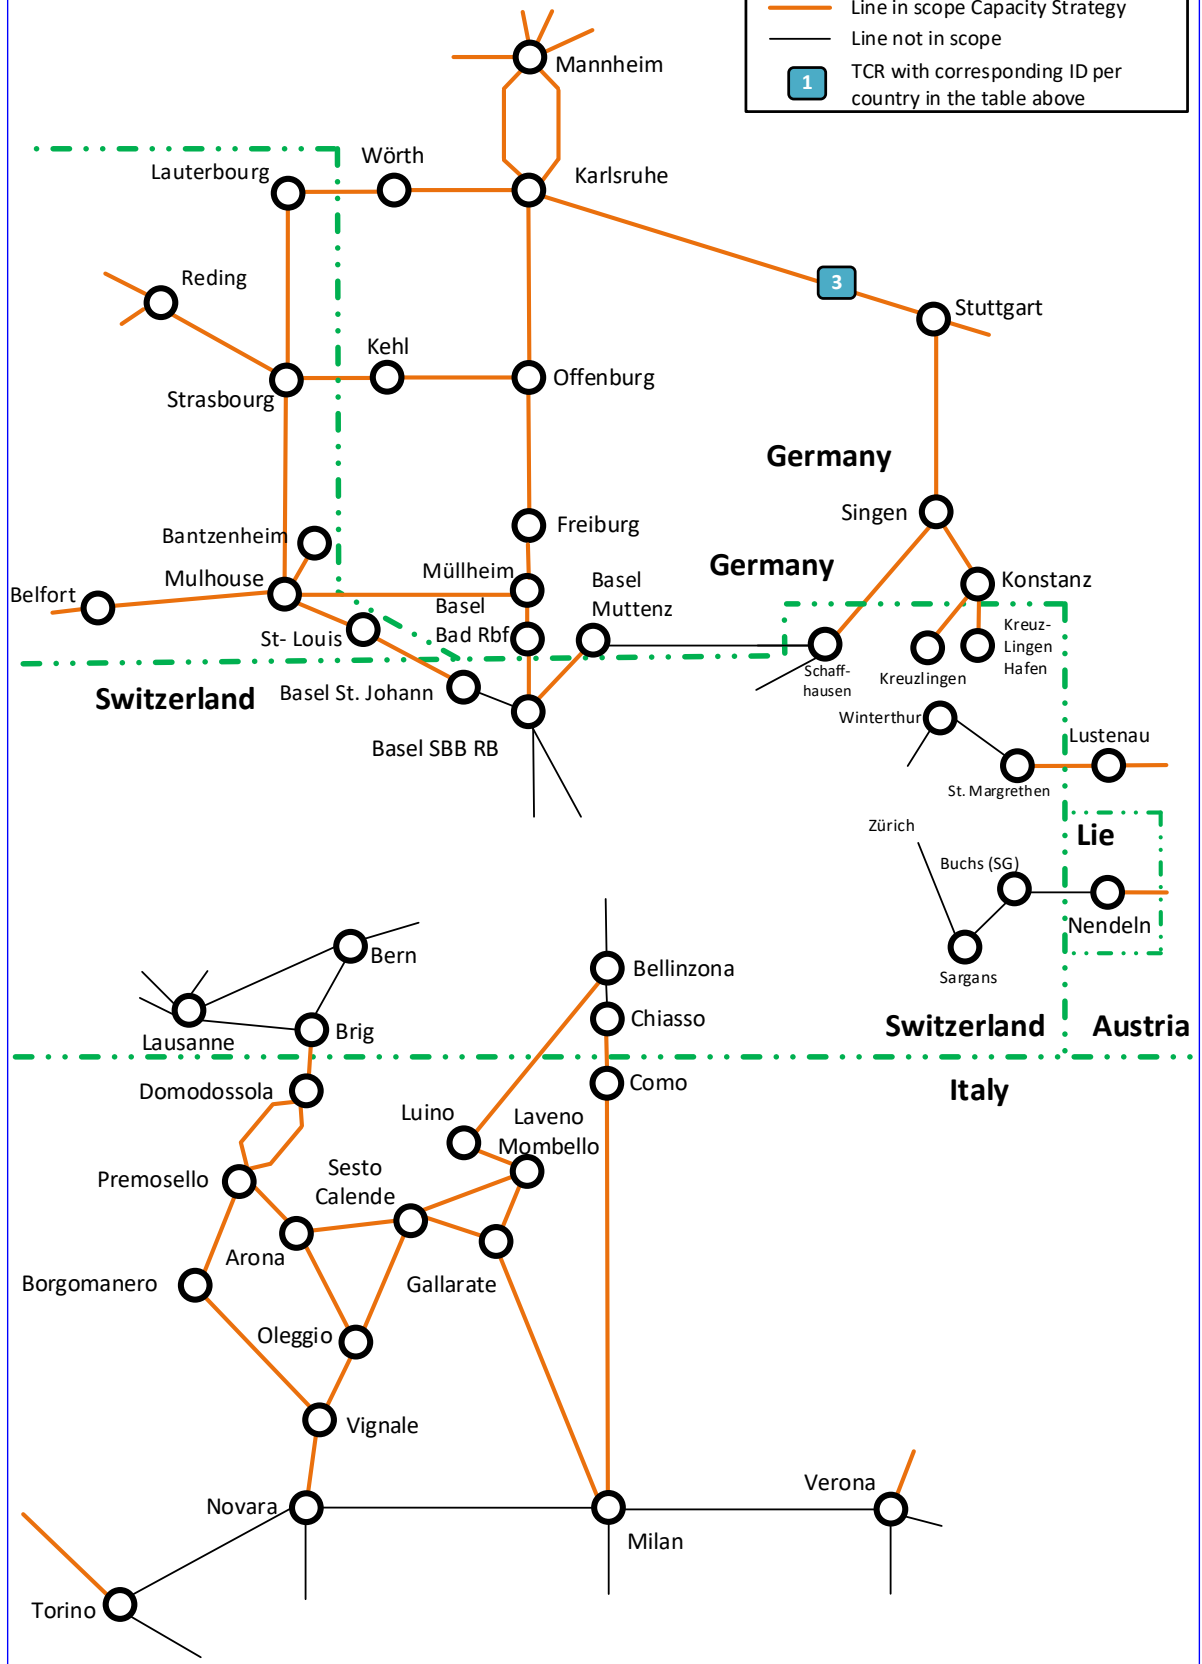 Line in scope Capacity Strategy
Line not in scope
1
TCR with corresponding ID per
country in the table above
Mannheim
Wörth
Lauterbourg
Karlsruhe
Reding
3
Stuttgart
Kehl
Offenburg
Strasbourg
Germany
Singen
Freiburg
Bantzenheim
Germany
Mulhouse
Müllheim
Basel
Muttenz
Konstanz
Belfort
Basel
Bad Rbf
St- Louis
Kreuz-
Lingen
Hafen
Schaff-
hausen
Kreuzlingen
Switzerland
Basel St. Johann
Winterthur
Lustenau
Basel SBB RB
St. Margrethen
Zürich
Lie
Buchs (SG)
Nendeln
Bern
Bellinzona
Sargans
Chiasso
Switzerland
Austria
Lausanne
Brig
Domodossola
Como
Italy
Luino
Laveno
Mombello
Premosello
Sesto
Calende
Arona
Borgomanero
Gallarate
Oleggio
Vignale
Verona
Novara
Milan
Torino